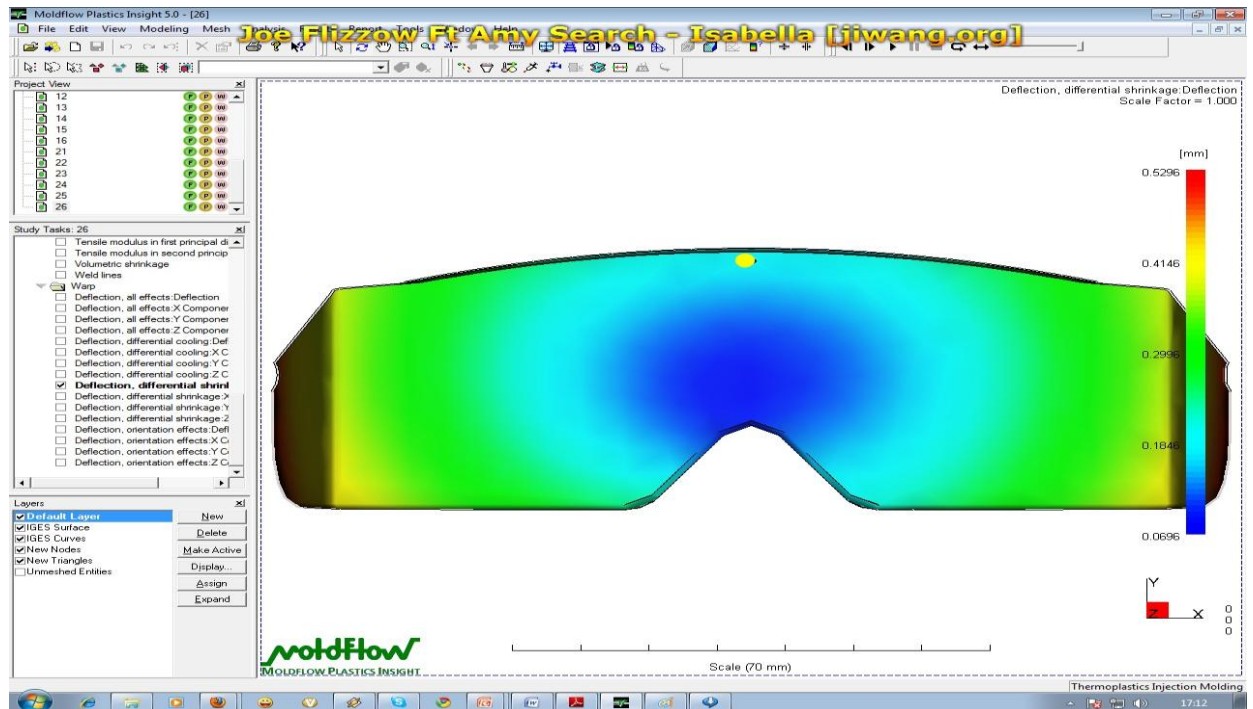 Moldflow Plastics Insight 5.0 - [26]
Joe Flizzow Ft Amy Search - Isabella [jiwang.org]
File Edit View Modeling Mesh Report Tools Help
Project View
12
13
14
15
16
21
22
23
24
25
26
Study Tasks: 26
Tensile modulus in first principal di
Tensile modulus in second princip
Volumetric shrinkage
Weld lines
Warp
Deflection, all effects:Deflection
Deflection, all effects:X Componer
Deflection, all effects:Y Componer
Deflection, all effects:Z Componer
Deflection, differential cooling:Def
Deflection, differential cooling:X C
Deflection, differential cooling:Y C
Deflection, differential cooling:Z C
Deflection, differential shrinl
Deflection, differential shrinkage:X
Deflection, differential shrinkage:Y
Deflection, differential shrinkage:Z
Deflection, orientation effects:Defl
Deflection, orientation effects:X C
Deflection, orientation effects:Y C
Deflection, orientation effects:Z C
Layers
Default Layer
IGES Surface
IGES Curves
New Nodes
New Triangles
Unmeshed Entities
New
Delete
Make Active
Display...
Assign
Expand
Deflection, differential shrinkage:Deflection
Scale Factor = 1.000
[mm]
0.5296
0.4146
0.2996
0.1846
0.0696
Y
Z X
0
0
0
moldflow
MOLDFLOW PLASTICS INSIGHT
Scale (70 mm)
Thermoplastics Injection Molding
17:12